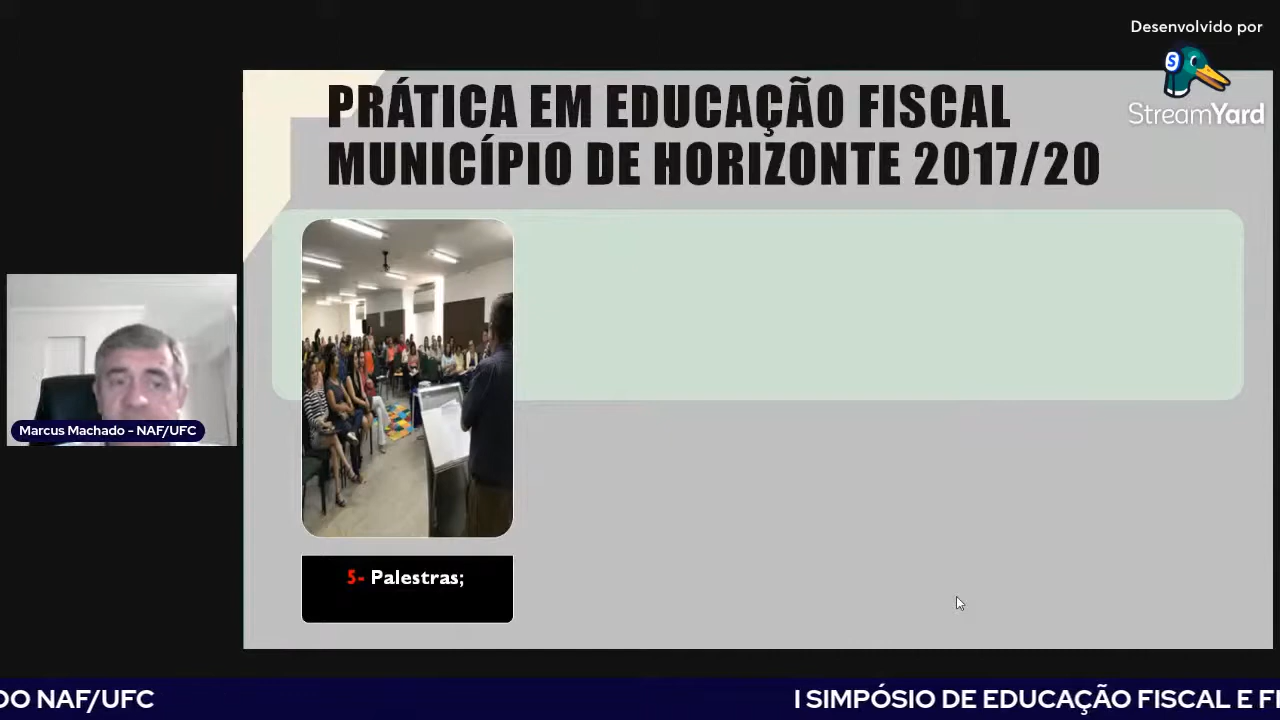 Desenvolvido por
StreamYard
PRÁTICA EM EDUCAÇÃO FISCAL
MUNICÍPIO DE HORIZONTE 2017/20
Marcus Machado - NAF/UFC
5- Palestras;
DO NAF/UFC
I SIMPÓSIO DE EDUCAÇÃO FISCAL E